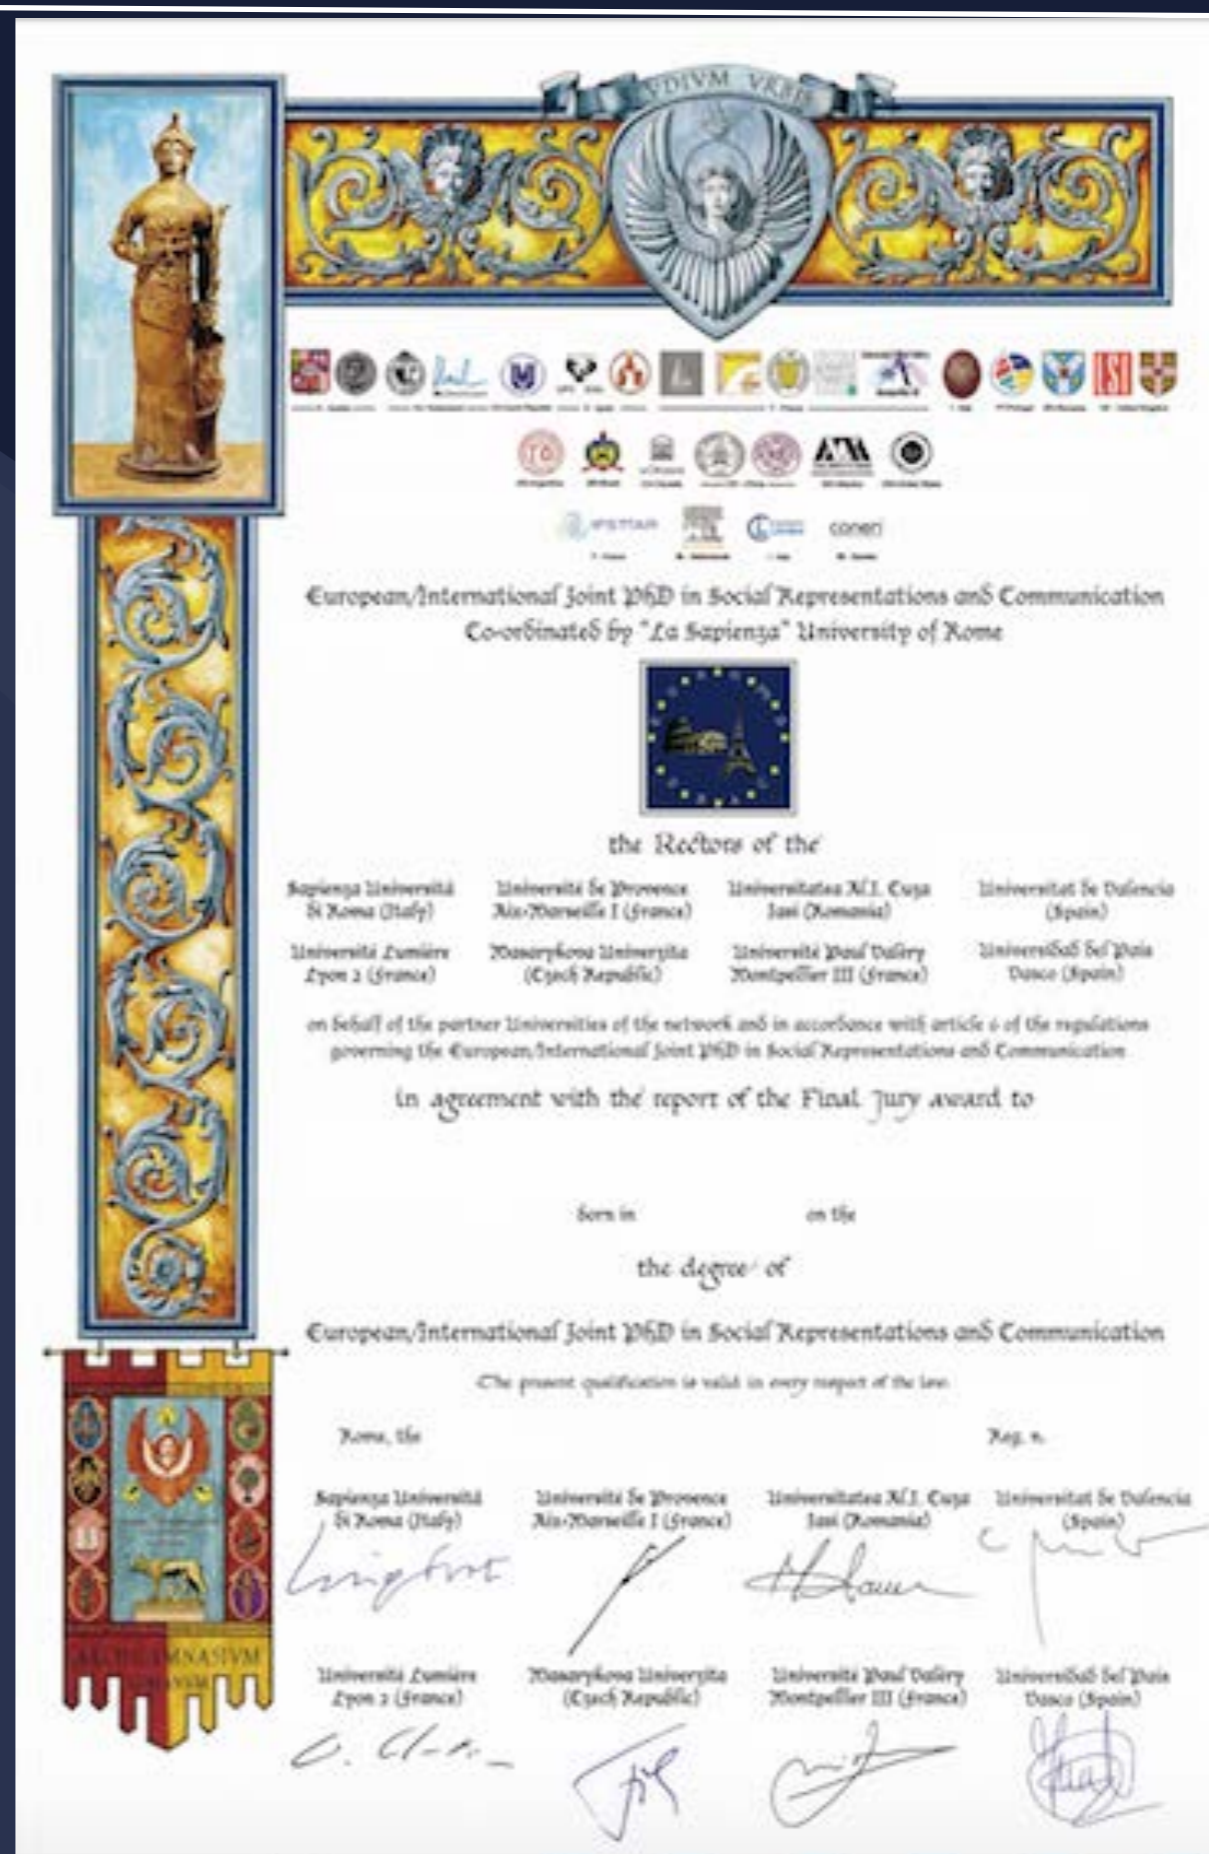 VDIVM VRBIS
European/International Joint PhD in Social Representations and Communication
Co-ordinated by "La Sapienza" University of Rome
the Rectors of the
Sapienza Università
di Roma (Italy)
Université de Provence
Aix-Marseille I (France)
Universitatea Al.I. Cuza
Iasi (Romania)
Universitat de Valencia
(Spain)
Université Lumière
Lyon 2 (France)
Masarykova Univerzita
(Czech Republic)
Université Paul Valéry
Montpellier III (France)
Universidad del Pais
Vasco (Spain)
on behalf of the partner Universities of the network and in accordance with article 6 of the regulations
governing the European/International Joint PhD in Social Representations and Communication
in agreement with the report of the Final Jury award to
born in on the
the degree of
European/International Joint PhD in Social Representations and Communication
The present qualification is valid in every respect of the law.
Rome, the
Reg. n.
Sapienza Università
di Roma (Italy)
Université de Provence
Aix-Marseille I (France)
Universitatea Al.I. Cuza
Iasi (Romania)
Universitat de Valencia
(Spain)
Université Lumière
Lyon 2 (France)
Masarykova Univerzita
(Czech Republic)
Université Paul Valéry
Montpellier III (France)
Universidad del Pais
Vasco (Spain)